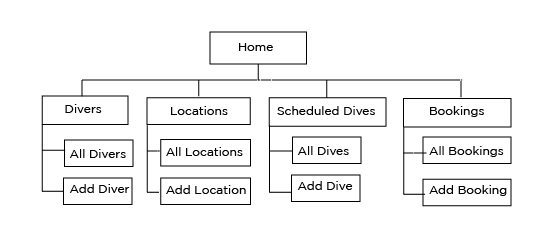 Home
Divers
Locations
Scheduled Dives
Bookings
All Divers
All Locations
All Dives
All Bookings
Add Diver
Add Location
Add Dive
Add Booking